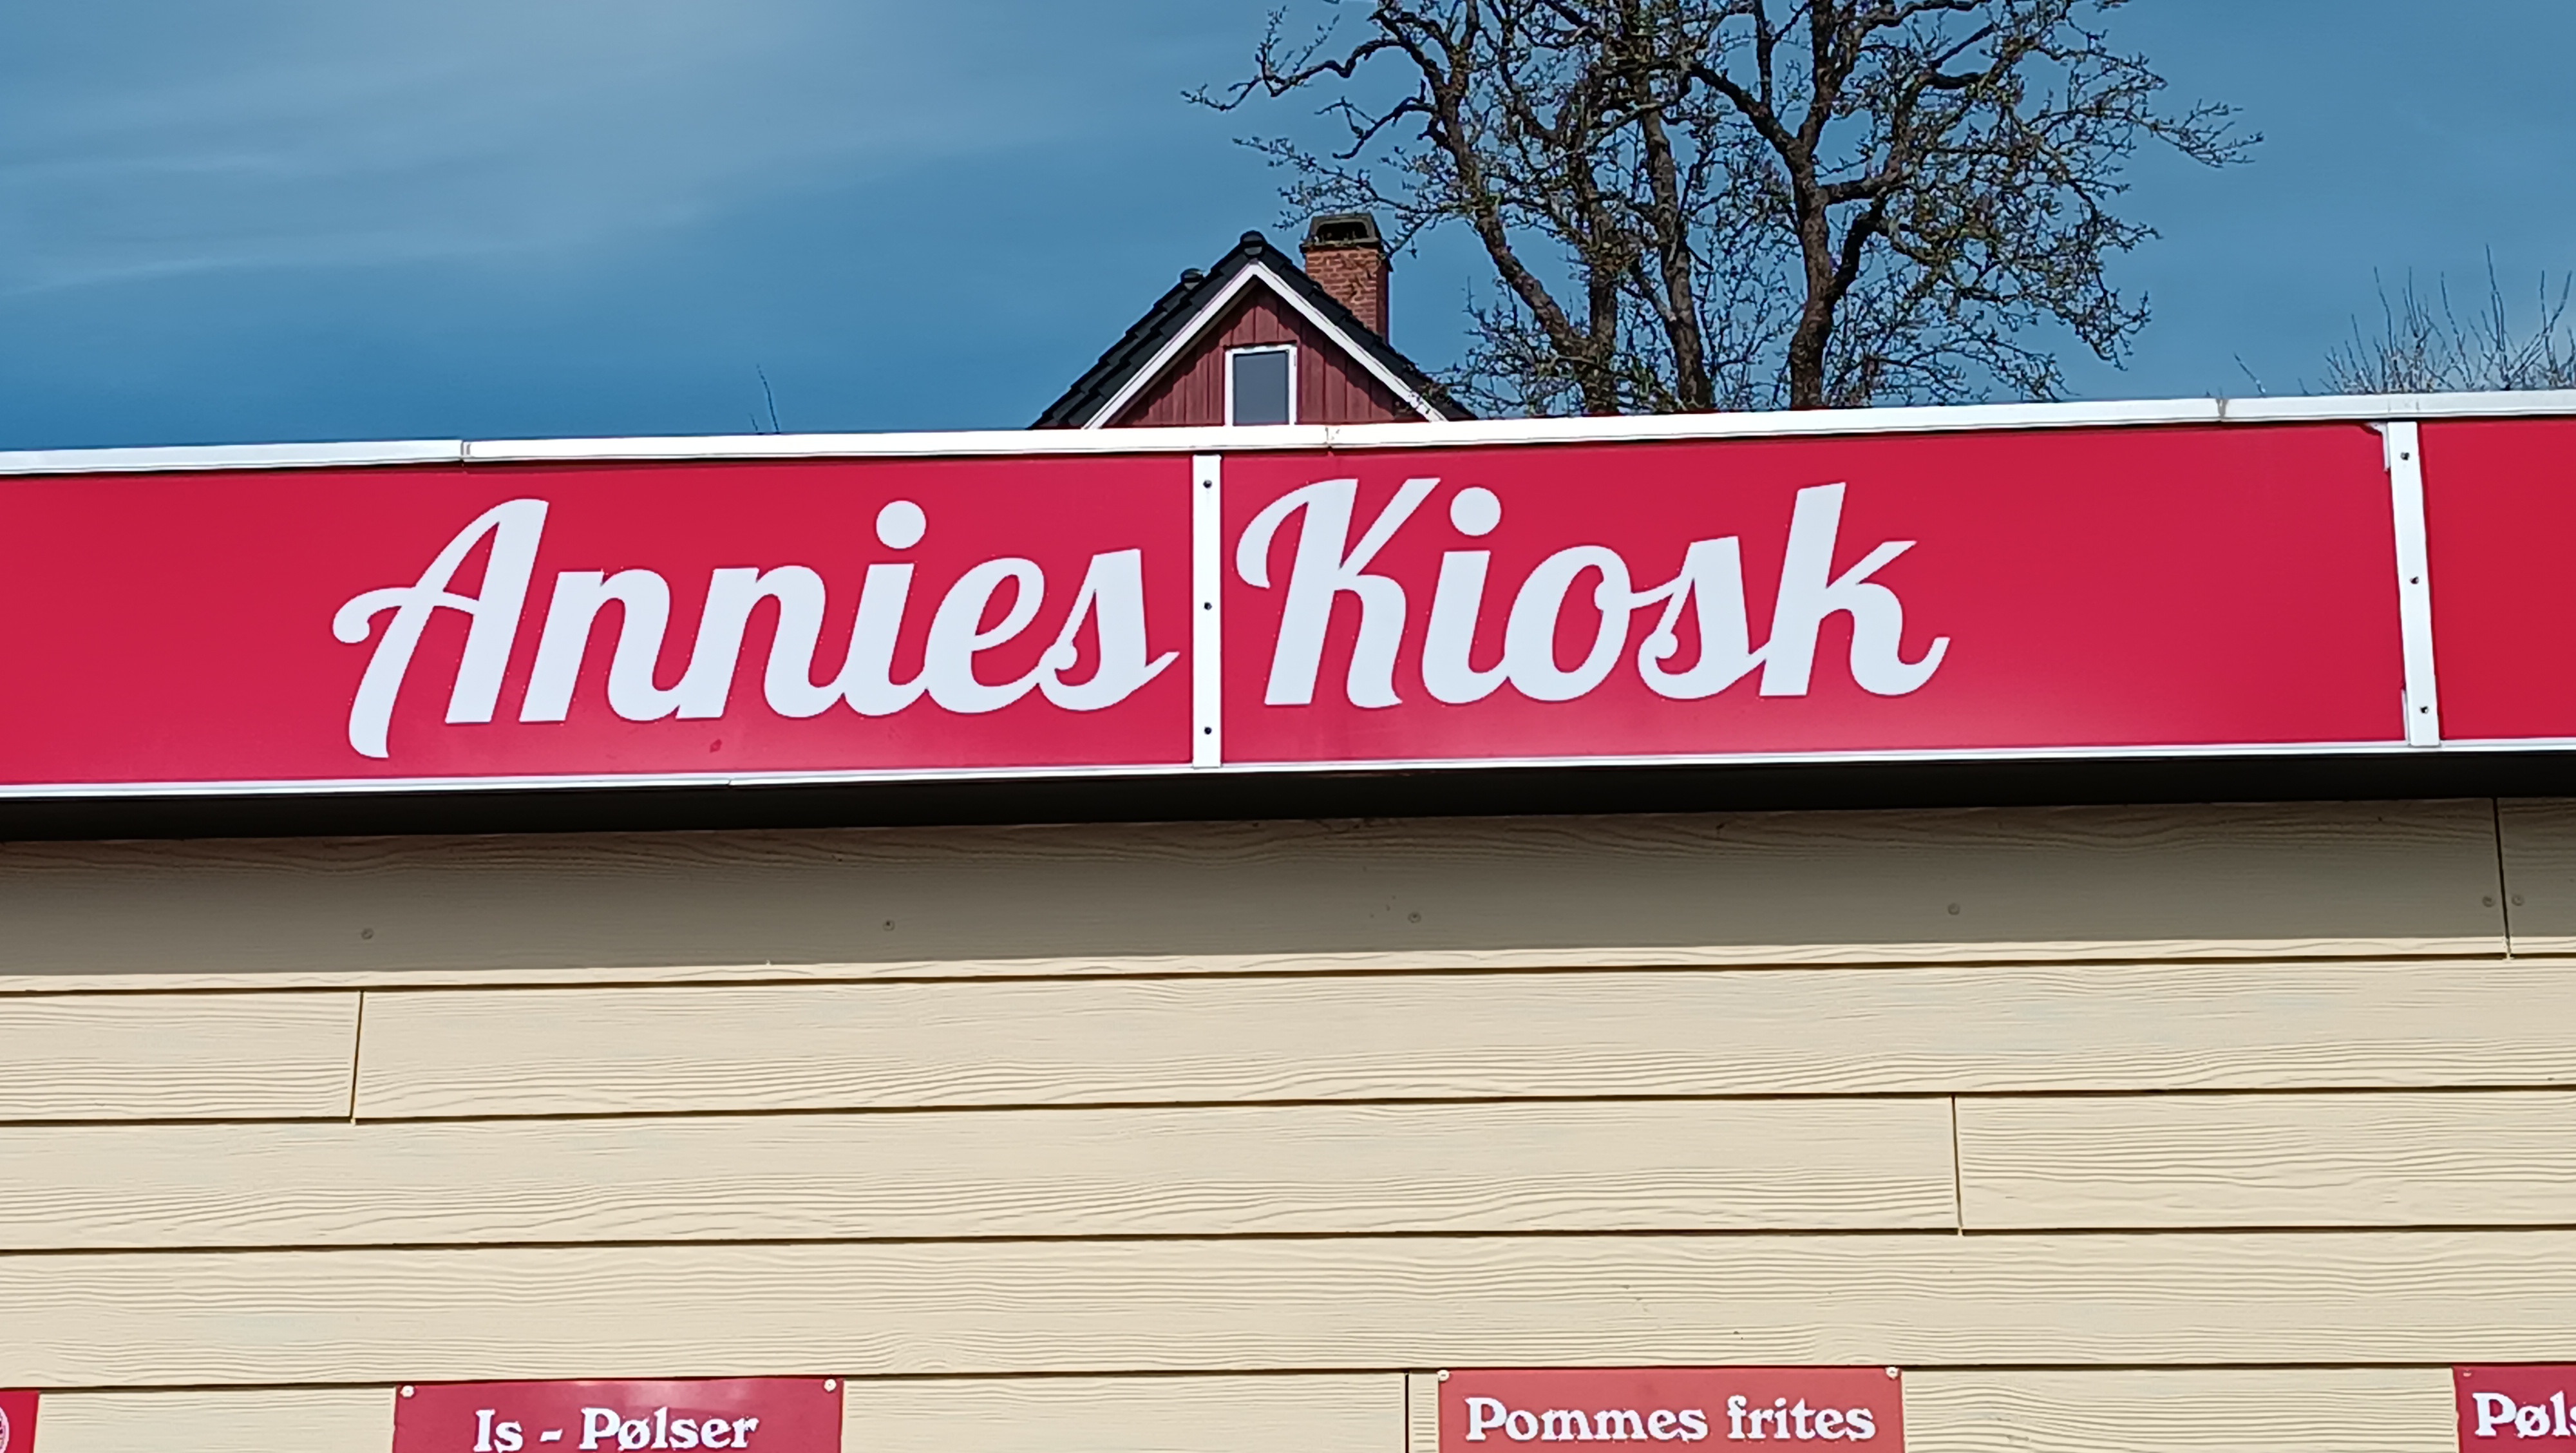 Annies Kiosk
Is - Pølser
Pommes frites